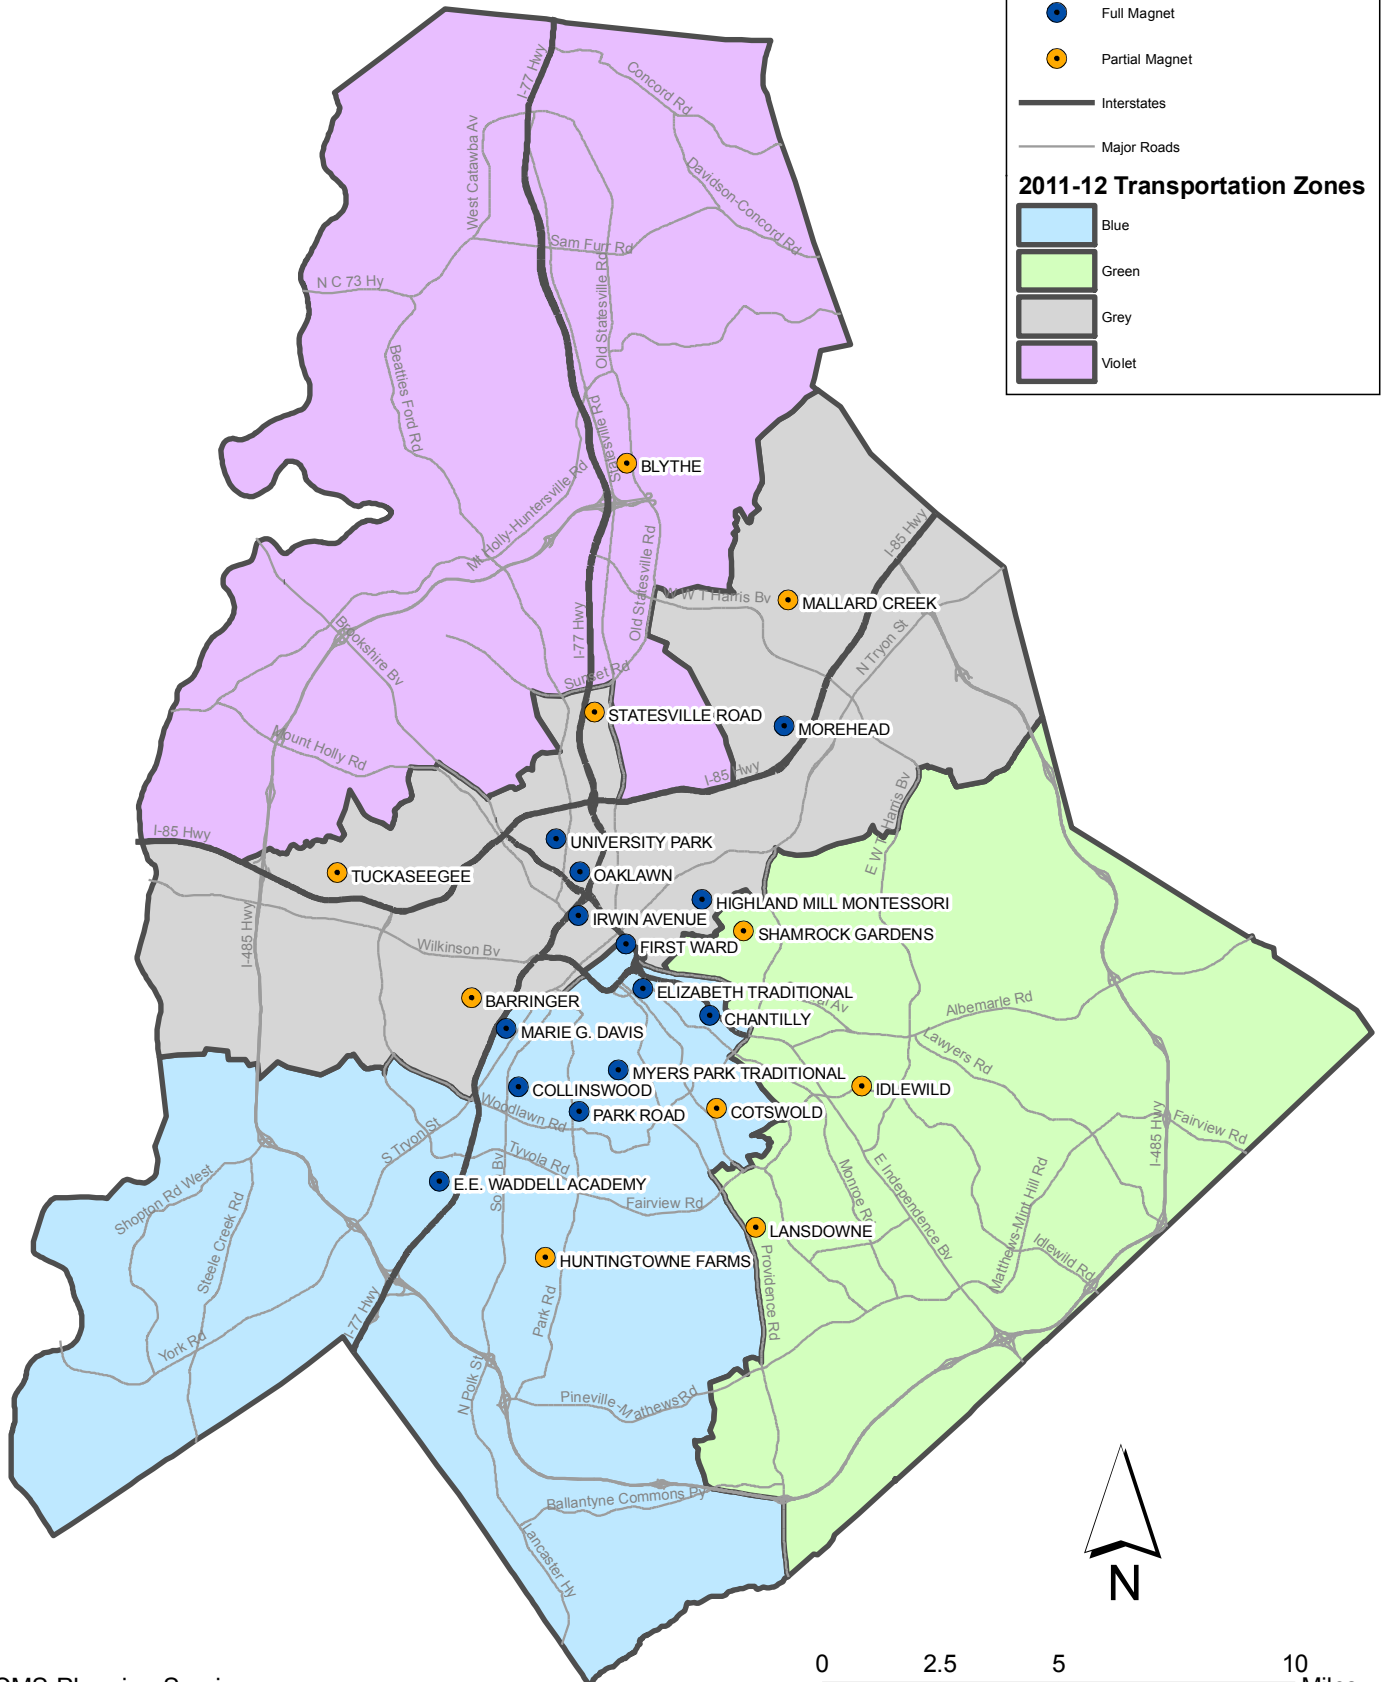 Full Magnet
Partial Magnet
Interstates
Major Roads
2011-12 Transportation Zones
Blue
Green
Grey
Violet
I-77 Hwy
Concord Rd
West Catawba Av
Davidson-Concord Rd
Sam Furr Rd
N C 73 Hy
Old Statesville Rd
Beatties Ford Rd
Statesville Rd
BLYTHE
Mt Holly-Huntersville Rd
I-85 Hwy
Old Statesville Rd
W W T Harris Bv
MALLARD CREEK
I-77 Hwy
Brookshire Bv
N Tryon St
Sunset Rd
STATESVILLE ROAD
MOREHEAD
Mount Holly Rd
I-85 Hwy
I-85 Hwy
E W T Harris Bv
UNIVERSITY PARK
TUCKASEEGEE
OAKLAWN
HIGHLAND MILL MONTESSORI
IRWIN AVENUE
SHAMROCK GARDENS
I-485 Hwy
Wilkinson Bv
FIRST WARD
BARRINGER
ELIZABETH TRADITIONAL
Albemarle Rd
CHANTILLY
MARIE G. DAVIS
Lawyers Rd
MYERS PARK TRADITIONAL
COLLINSWOOD
IDLEWILD
Woodlawn Rd
PARK ROAD
COTSWOLD
I-485 Hwy
Fairview Rd
S Tryon St
Tyvola Rd
E.E. WADDELL ACADEMY
Shopton Rd West
Steele Creek Rd
Fairview Rd
Monroe Rd
E Independence Bv
Matthews-Mint Hill Rd
LANSDOWNE
Idlewild Rd
HUNTINGTOWNE FARMS
Providence Rd
Park Rd
I-77 Hwy
York Rd
N Polk St
Pineville-Mathews Rd
Ballantyne Commons Py
Lancaster Hy
N
0 2.5 5 10